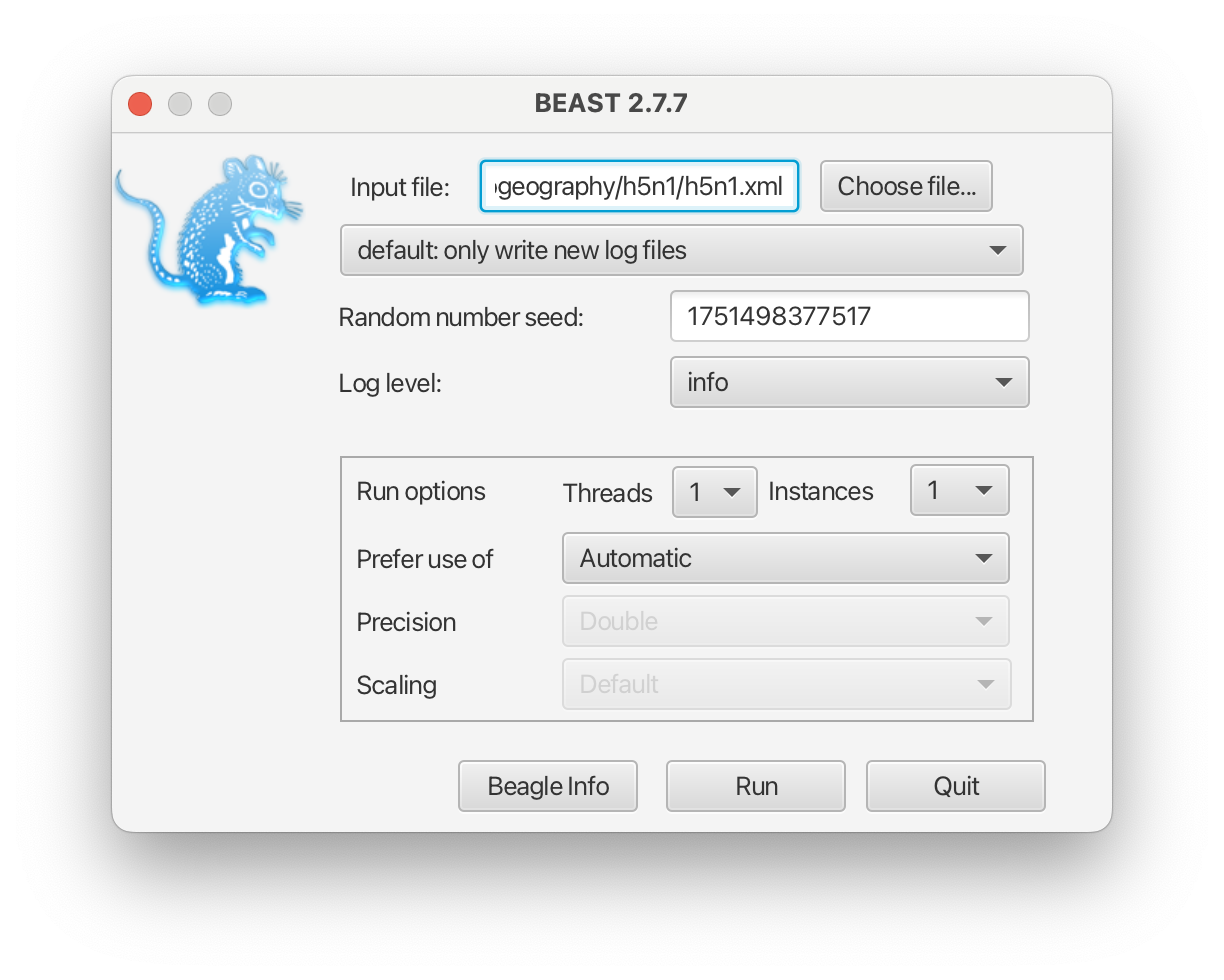 BEAST 2.7.7
Input file: geography/h5n1/h5n1.xml Choose file...
default: only write new log files
Random number seed: 1751498377517
Log level: info
Run options Threads 1 Instances 1
Prefer use of Automatic
Precision Double
Scaling Default
Beagle Info Run Quit